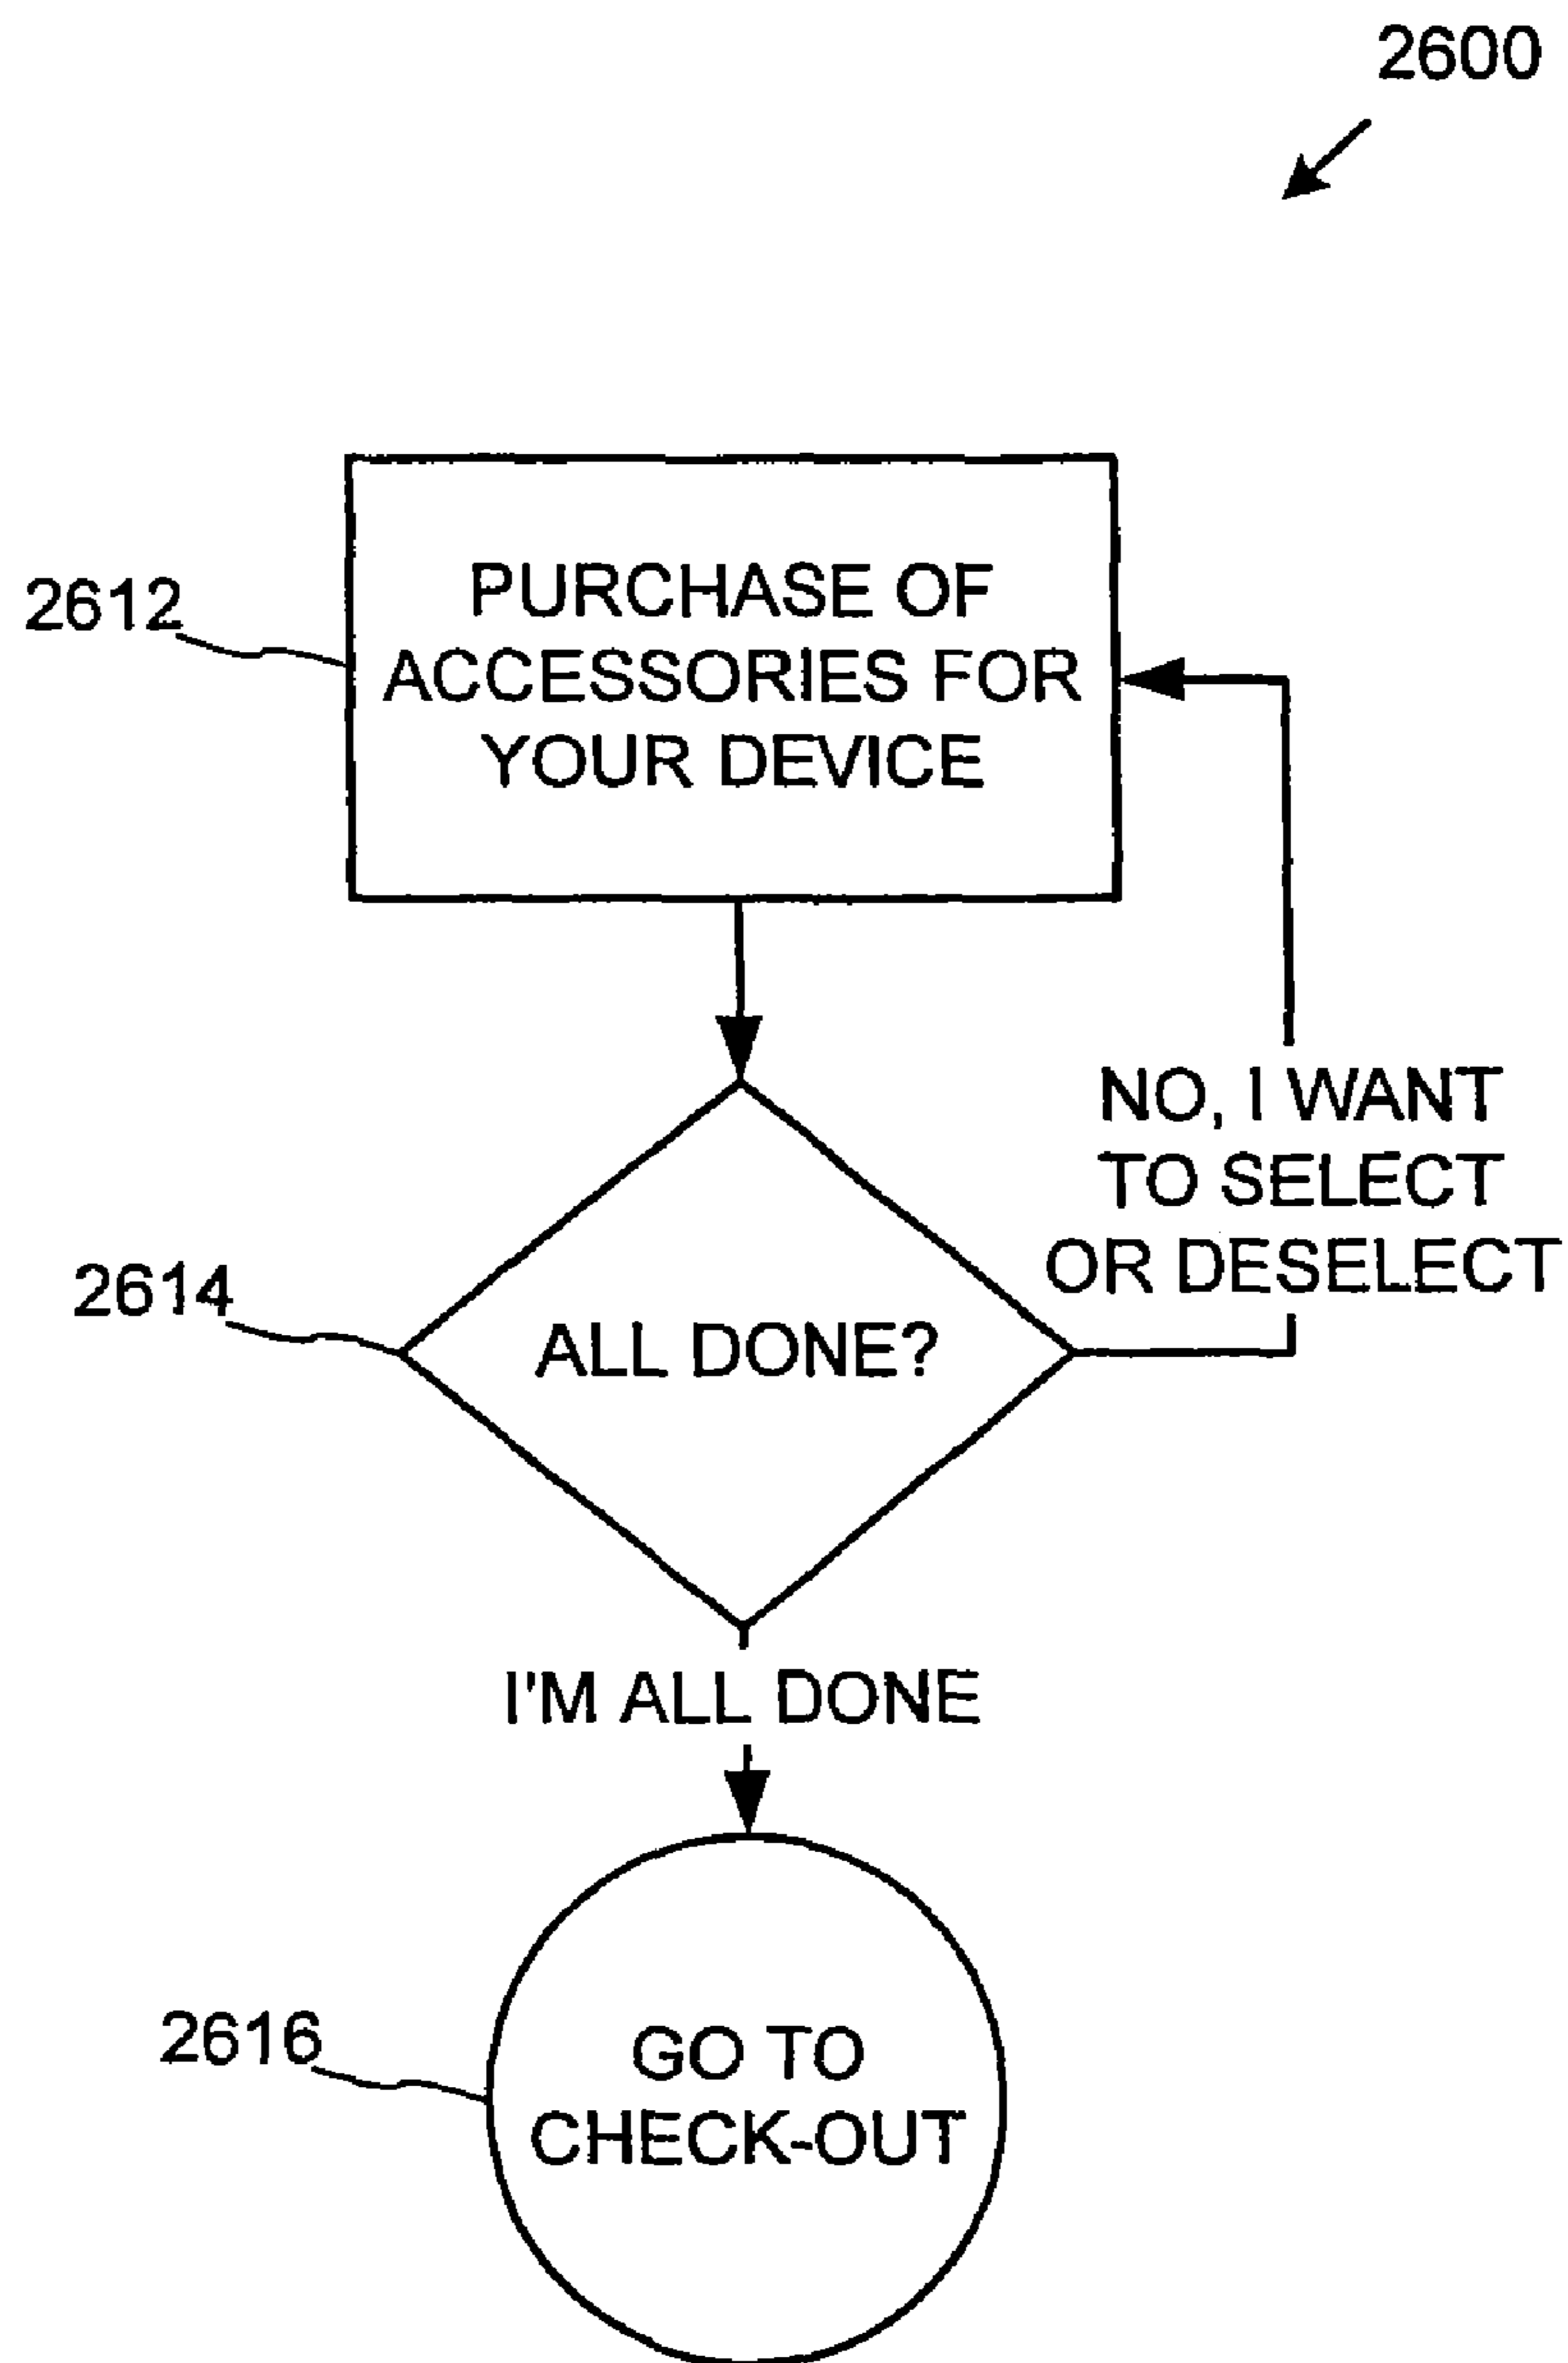 2600
2612
PURCHASE OF
ACCESSORIES FOR
YOUR DEVICE
NO, I WANT
TO SELECT
OR DESELECT
2614
ALL DONE?
I'M ALL DONE
2616
GO TO
CHECK-OUT